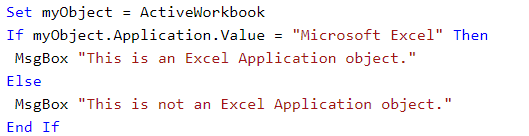 Set myObject = ActiveWorkbook
If myObject.Application.Value = "Microsoft Excel" Then
 MsgBox "This is an Excel Application object."
Else
 MsgBox "This is not an Excel Application object."
End If